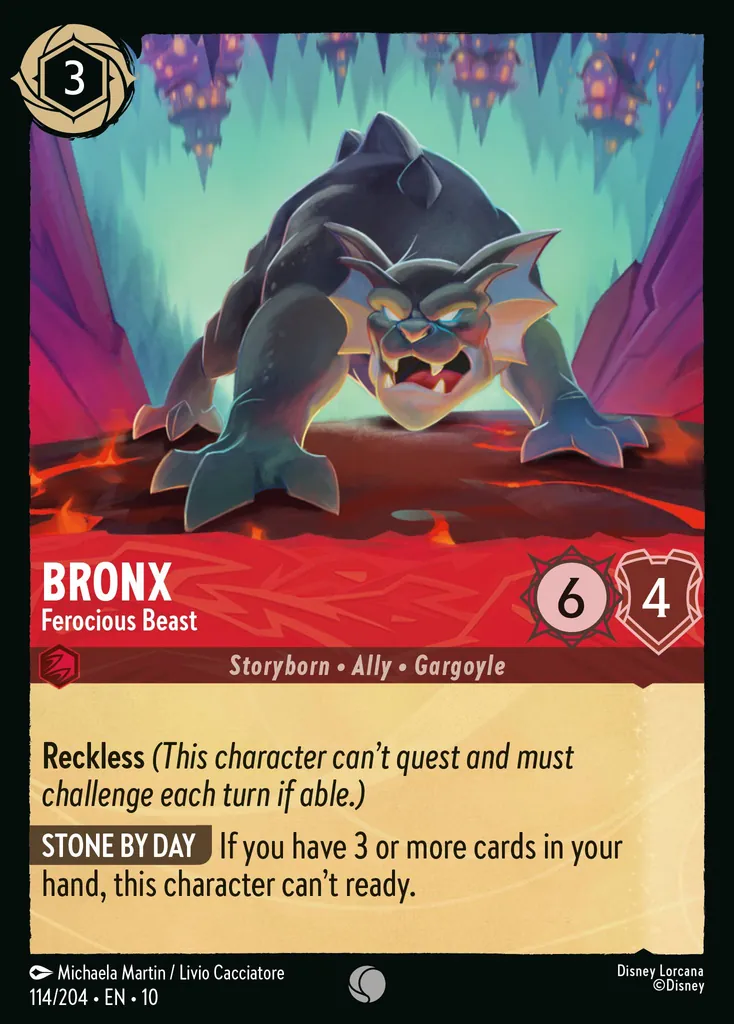 3
BRONX
Ferocious Beast
6
4
Storyborn • Ally • Gargoyle
Reckless (This character can't quest and must
challenge each turn if able.)
STONE BY DAY If you have 3 or more cards in your
hand, this character can't ready.
Michaela Martin / Livio Cacciatore
114/204 • EN • 10
Disney Lorcana
©Disney